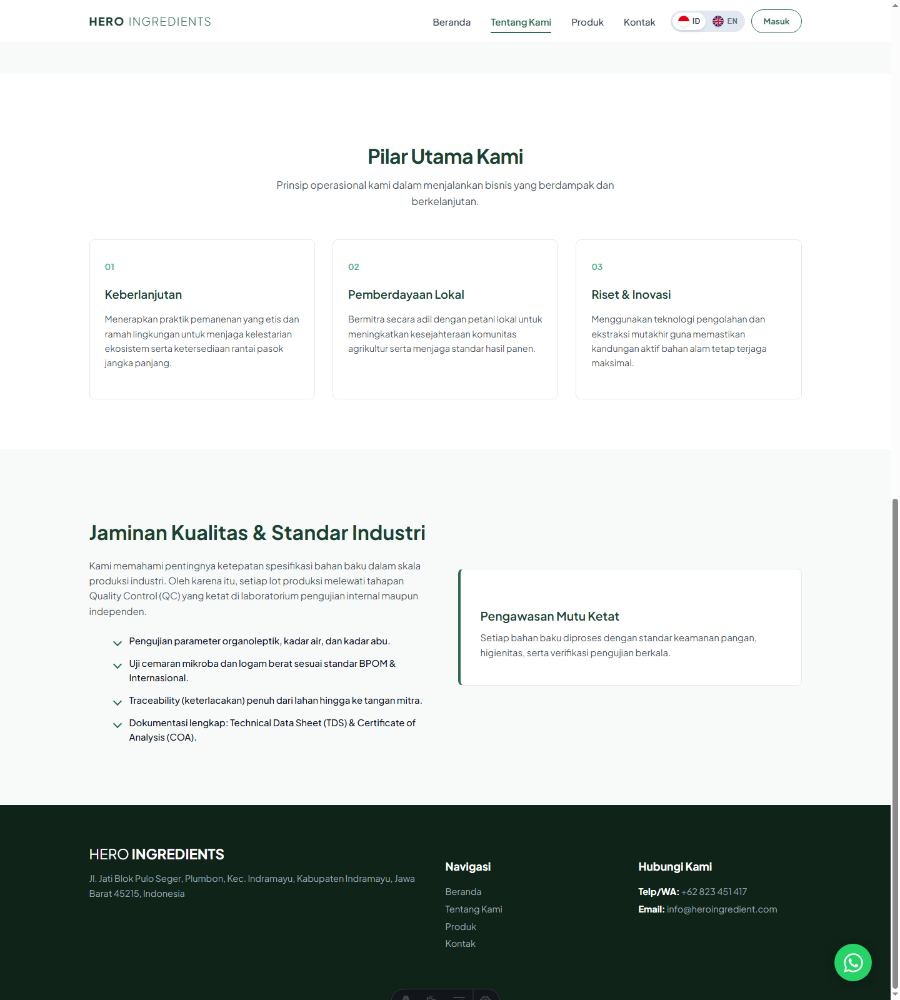 HERO INGREDIENTS
Beranda
Tentang Kami
Produk
Kontak
ID
EN
Masuk
Pilar Utama Kami
Prinsip operasional kami dalam menjalankan bisnis yang berdampak dan
berkelanjutan.
01
Keberlanjutan
Menerapkan praktik pemanenan yang etis dan
ramah lingkungan untuk menjaga kelestarian
ekosistem serta ketersediaan rantai pasok
jangka panjang.
02
Pemberdayaan Lokal
Bermitra secara adil dengan petani lokal untuk
meningkatkan kesejahteraan komunitas
agrikultur serta menjaga standar hasil panen.
03
Riset & Inovasi
Menggunakan teknologi pengolahan dan
ekstraksi mutakhir guna memastikan
kandungan aktif bahan alam tetap terjaga
maksimal.
Jaminan Kualitas & Standar Industri
Kami memahami pentingnya ketepatan spesifikasi bahan baku dalam skala
produksi industri. Oleh karena itu, setiap lot produksi melewati tahapan
Quality Control (QC) yang ketat di laboratorium pengujian internal maupun
independen.
Pengujian parameter organoleptik, kadar air, dan kadar abu.
Uji cemaran mikroba dan logam berat sesuai standar BPOM &
Internasional.
Traceability (keterlacakan) penuh dari lahan hingga ke tangan mitra.
Dokumentasi lengkap: Technical Data Sheet (TDS) & Certificate of
Analysis (COA).
Pengawasan Mutu Ketat
Setiap bahan baku diproses dengan standar keamanan pangan,
higienitas, serta verifikasi pengujian berkala.
HERO INGREDIENTS
Jl. Jati Blok Pulo Seger, Plumbon, Kec. Indramayu, Kabupaten Indramayu, Jawa
Barat 45215, Indonesia
Navigasi
Beranda
Tentang Kami
Produk
Kontak
Hubungi Kami
Telp/WA: +62 823 451 417
Email: info@heroingredient.com